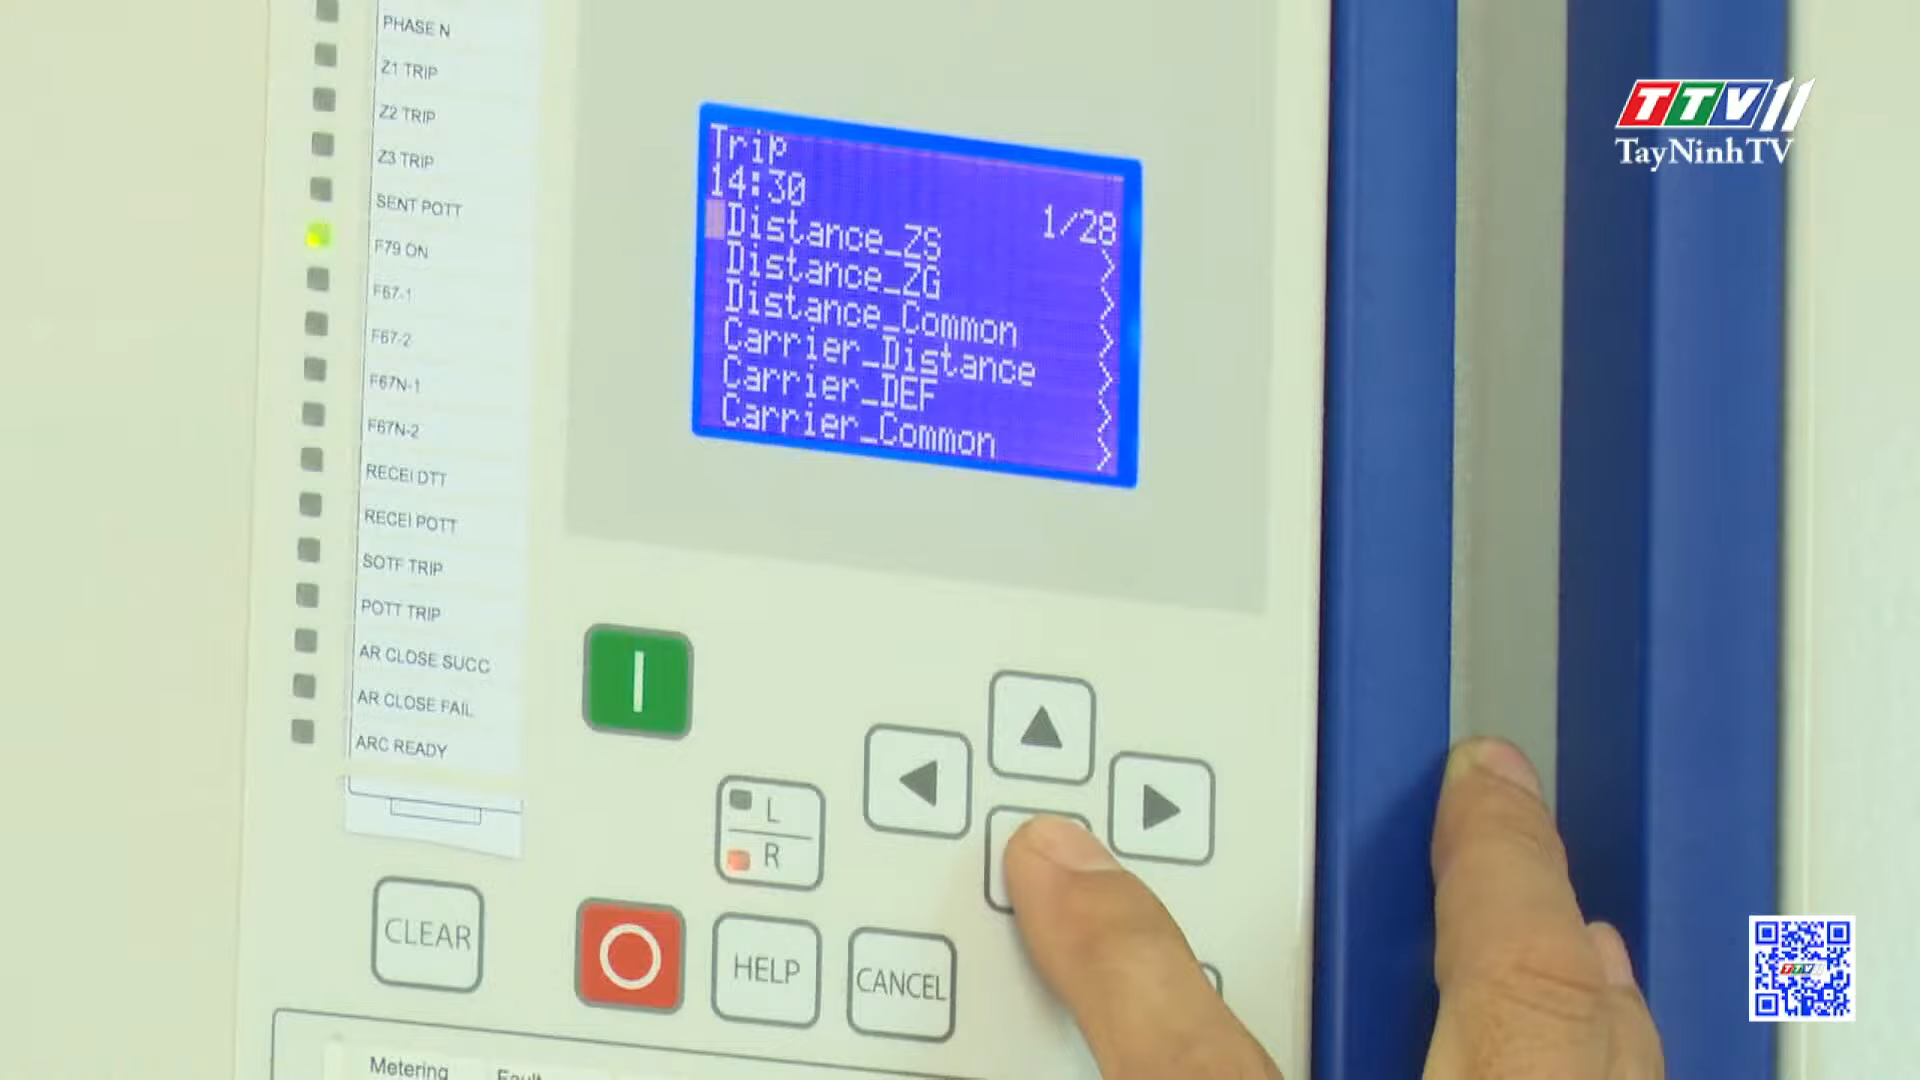 PHASE N
Z1 TRIP
Z2 TRIP
Z3 TRIP
SENT POTT
F79 ON
F67-1
F67-2
F67N-1
F67N-2
RECEI DTT
RECEI POTT
SOTF TRIP
POTT TRIP
AR CLOSE SUCC
AR CLOSE FAIL
ARC READY
Trip
14:30
1/28
Distance_ZS
Distance_ZG
Distance_Common
Carrier_Distance
Carrier_DEF
Carrier_Common
L
R
CLEAR
HELP
CANCEL
Metering
Fault
TTV11
TayNinhTV
TTV11